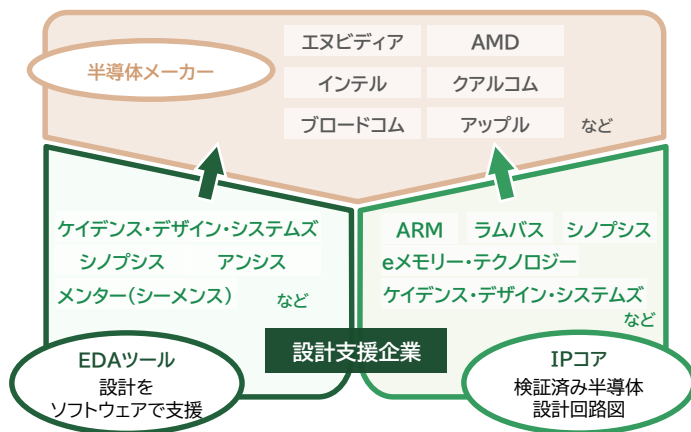 半導体メーカー
エヌビディア AMD
インテル クアルコム
ブロードコム アップル など
ケイデンス・デザイン・システムズ
シノプシス アンシス
メンター(シーメンス) など
ARM ラムバス シノプシス
eメモリー・テクノロジー
ケイデンス・デザイン・システムズ
など
設計支援企業
EDAツール
設計を
ソフトウェアで支援
IPコア
検証済み半導体
設計回路図